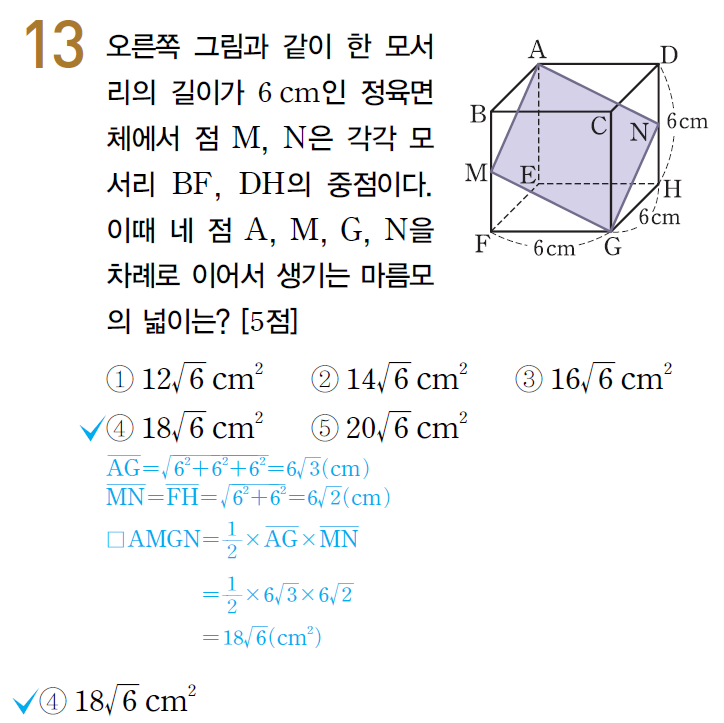 13 오른쪽 그림과 같이 한 모서
리의 길이가 6 cm인 정육면
체에서 점 M, N은 각각 모
서리 BF, DH의 중점이다.
이때 네 점 A, M, G, N을
차례로 이어서 생기는 마름모
의 넓이는? [5점]
A
D
B
C
N
6cm
M
E
H
6cm
F
6cm
G
① 12√6 cm² ② 14√6 cm² ③ 16√6 cm²
✓④ 18√6 cm² ⑤ 20√6 cm²
A̅G̅=√(6²+6²+6²)=6√3(cm)
M̅N̅=F̅H̅=√(6²+6²)=6√2(cm)
□AMGN=1/2×A̅G̅×M̅N̅
=1/2×6√3×6√2
=18√6(cm²)
✓④ 18√6 cm²